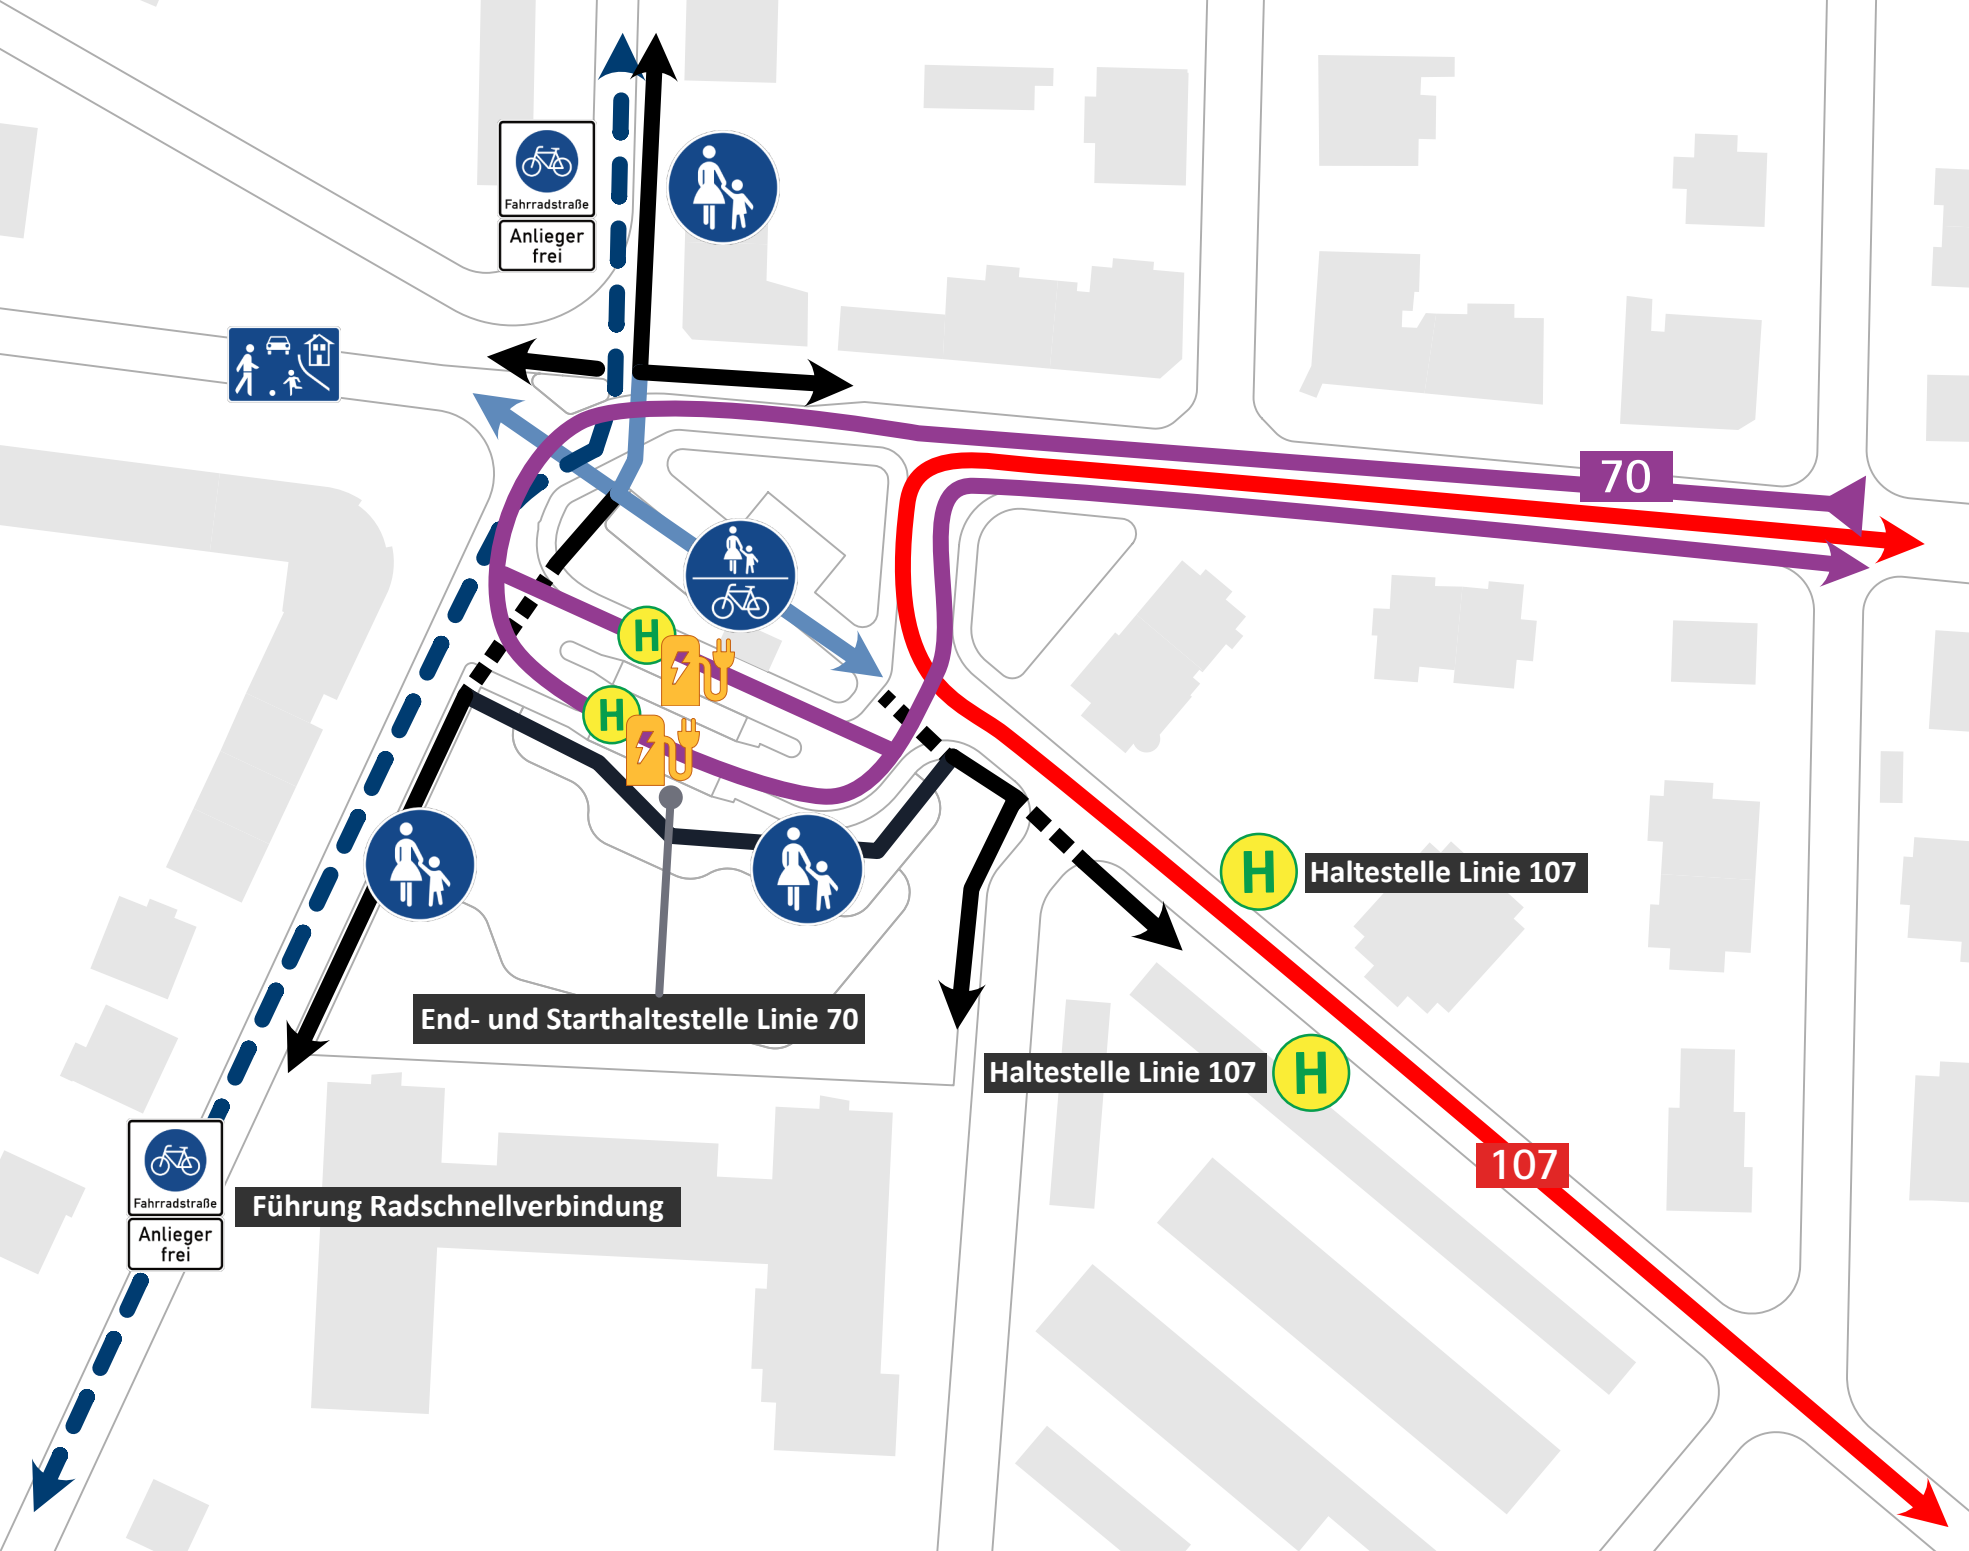 Fahrradstraße
Anlieger
frei
70
H
H
H
Haltestelle Linie 107
End- und Starthaltestelle Linie 70
Haltestelle Linie 107
H
107
Fahrradstraße
Anlieger
frei
Führung Radschnellverbindung